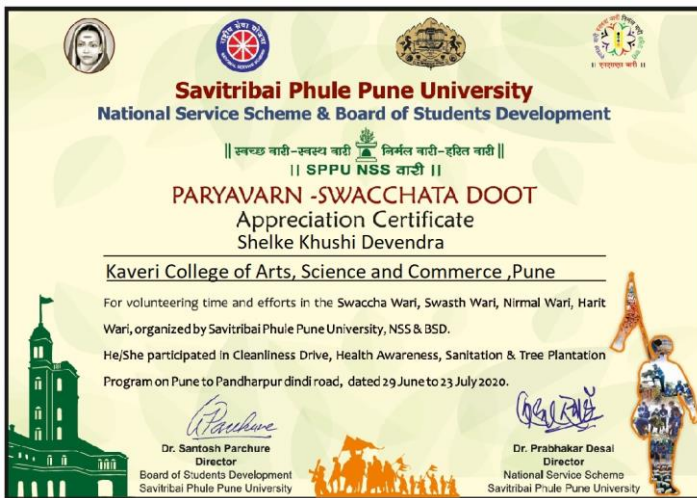 Savitribai Phule Pune University
National Service Scheme & Board of Students Development
|| स्वच्छ वारी-स्वस्थ वारी निर्मल वारी-हरित वारी ||
|| SPPU NSS वारी ||
PARYAVARN -SWACCHATA DOOT
Appreciation Certificate
Shelke Khushi Devendra
Kaveri College of Arts, Science and Commerce ,Pune
For volunteering time and efforts in the Swaccha Wari, Swasth Wari, Nirmal Wari, Harit
Wari, organized by Savitribai Phule Pune University, NSS & BSD.
He/She participated in Cleanliness Drive, Health Awareness, Sanitation & Tree Plantation
Program on Pune to Pandharpur dindi road, dated 29 June to 23 July 2020.
Dr. Santosh Parchure
Director
Board of Students Development
Savitribai Phule Pune University
Dr. Prabhakar Desai
Director
National Service Scheme
Savitribai Phule Pune University